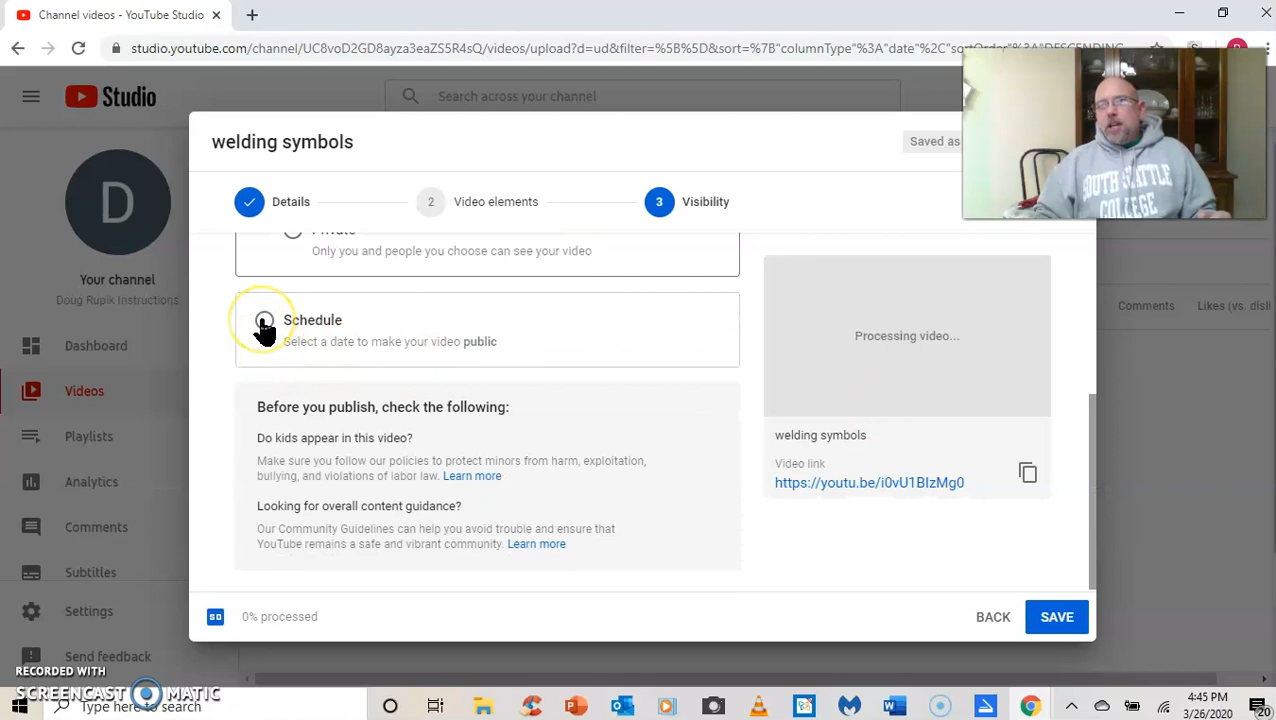 Channel videos - YouTube Studio
studio.youtube.com/channel/UC8voD2GD8ayza3eaZS5R4sQ/videos/upload?d=ud&filter=%5B%5D&sort=%7B"columnType"%3A"date"%2C"sortOrder"%3A"DESCENDING
Studio
Search across your channel
welding symbols
Saved as
SOUTH SEATTLE
COLLEGE
D
Details
2
Video elements
3
Visibility
Private
Only you and people you choose can see your video
Your channel
Doug Rupik Instructions
Schedule
Select a date to make your video public
Processing video...
Comments
Likes (vs. disl
Dashboard
Videos
Playlists
Analytics
Comments
Subtitles
Settings
Send feedback
Before you publish, check the following:
Do kids appear in this video?
Make sure you follow our policies to protect minors from harm, exploitation,
bullying, and violations of labor law. Learn more
Looking for overall content guidance?
Our Community Guidelines can help you avoid trouble and ensure that
YouTube remains a safe and vibrant community. Learn more
welding symbols
Video link
https://youtu.be/i0vU1BIzMg0
SD
0% processed
BACK
SAVE
RECORDED WITH
SCREENCAST MATIC
Type here to search
4:45 PM
3/26/2020
20